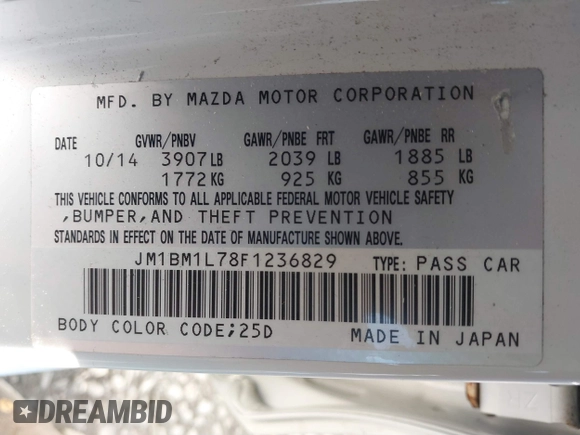 MFD. BY MAZDA MOTOR CORPORATION
DATE GVWR/PNBV GAWR/PNBE FRT GAWR/PNBE RR
10/14 3907 LB 2039 LB 1885 LB
1772 KG 925 KG 855 KG
THIS VEHICLE CONFORMS TO ALL APPLICABLE FEDERAL MOTOR VEHICLE SAFETY
,BUMPER,AND THEFT PREVENTION
STANDARDS IN EFFECT ON THE DATE OF MANUFACTURE SHOWN ABOVE.
JM1BM1L78F1236829 TYPE: PASS CAR
BODY COLOR CODE;25D MADE IN JAPAN
DREAMBID